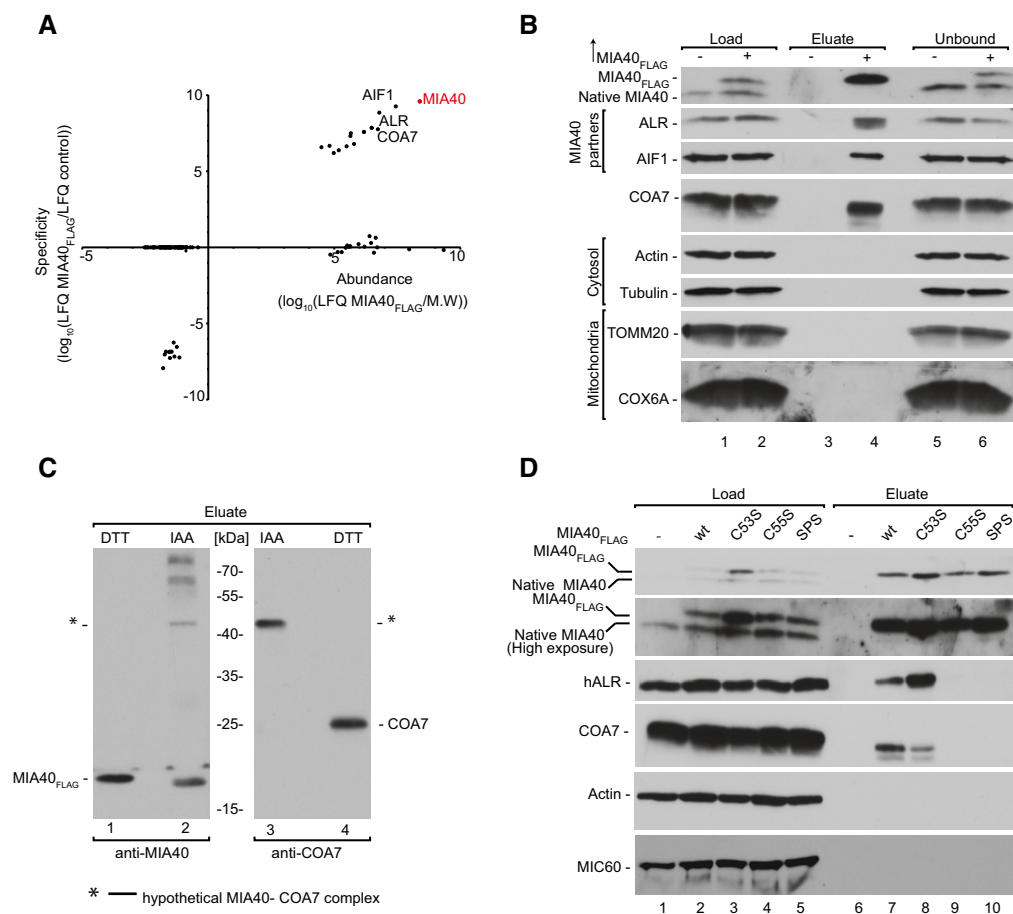 A
Specificity
(log10(LFQ MIA40FLAG/LFQ control))
10
5
-5
-10
-5
5
10
AIF1
MIA40
ALR
COA7
Abundance
(log10(LFQ MIA40FLAG/M.W))
B
Load
Eluate
Unbound
↑MIA40FLAG
-
+
-
+
-
+
MIA40FLAG -
Native MIA40
MIA40 partners
ALR -
AIF1 -
COA7 -
Cytosol
Actin -
Tubulin -
Mitochondria
TOMM20 -
COX6A -
1 2 3 4 5 6
C
Eluate
DTT IAA [kDa] IAA DTT
-70-
-55-
* -
- *
-40-
-35-
-25-
- COA7
MIA40FLAG -
-15-
1 2 3 4
anti-MIA40
anti-COA7
* — hypothetical MIA40- COA7 complex
D
Load
Eluate
MIA40FLAG
- wt C53S C55S SPS - wt C53S C55S SPS
MIA40FLAG
Native MIA40
MIA40FLAG
Native MIA40
(High exposure)
hALR -
COA7 -
Actin -
MIC60 -
1 2 3 4 5 6 7 8 9 10